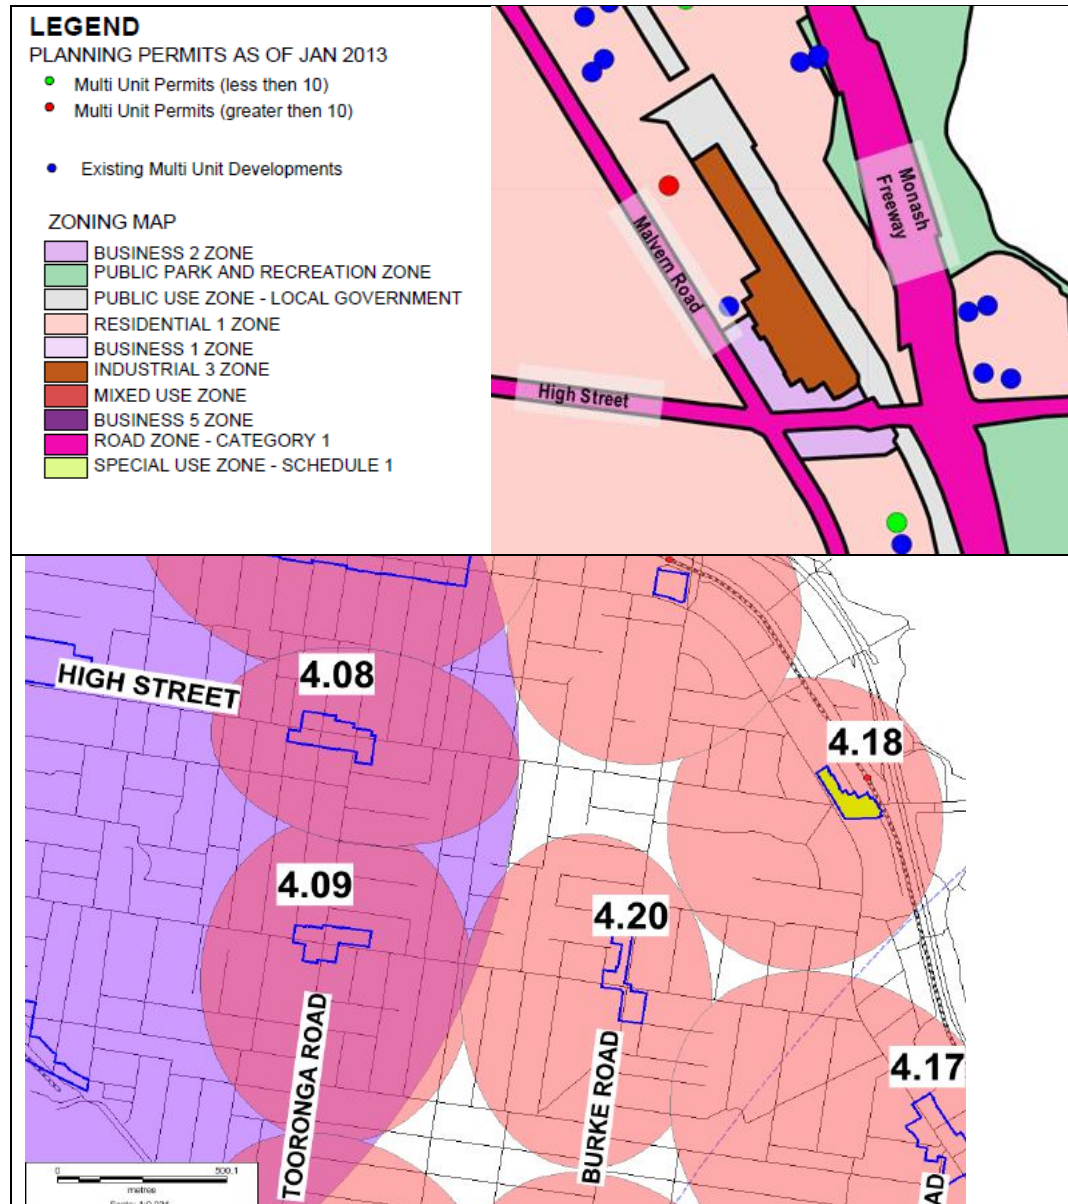 LEGEND
PLANNING PERMITS AS OF JAN 2013
Multi Unit Permits (less then 10)
Multi Unit Permits (greater then 10)
Existing Multi Unit Developments
ZONING MAP
BUSINESS 2 ZONE
PUBLIC PARK AND RECREATION ZONE
PUBLIC USE ZONE - LOCAL GOVERNMENT
RESIDENTIAL 1 ZONE
BUSINESS 1 ZONE
INDUSTRIAL 3 ZONE
MIXED USE ZONE
BUSINESS 5 ZONE
ROAD ZONE - CATEGORY 1
SPECIAL USE ZONE - SCHEDULE 1
Monash
Freeway
Malvern Road
High Street
HIGH STREET
4.08
4.18
4.09
4.20
4.17
TOORONGA ROAD
BURKE ROAD
AD
0 500.1
metres